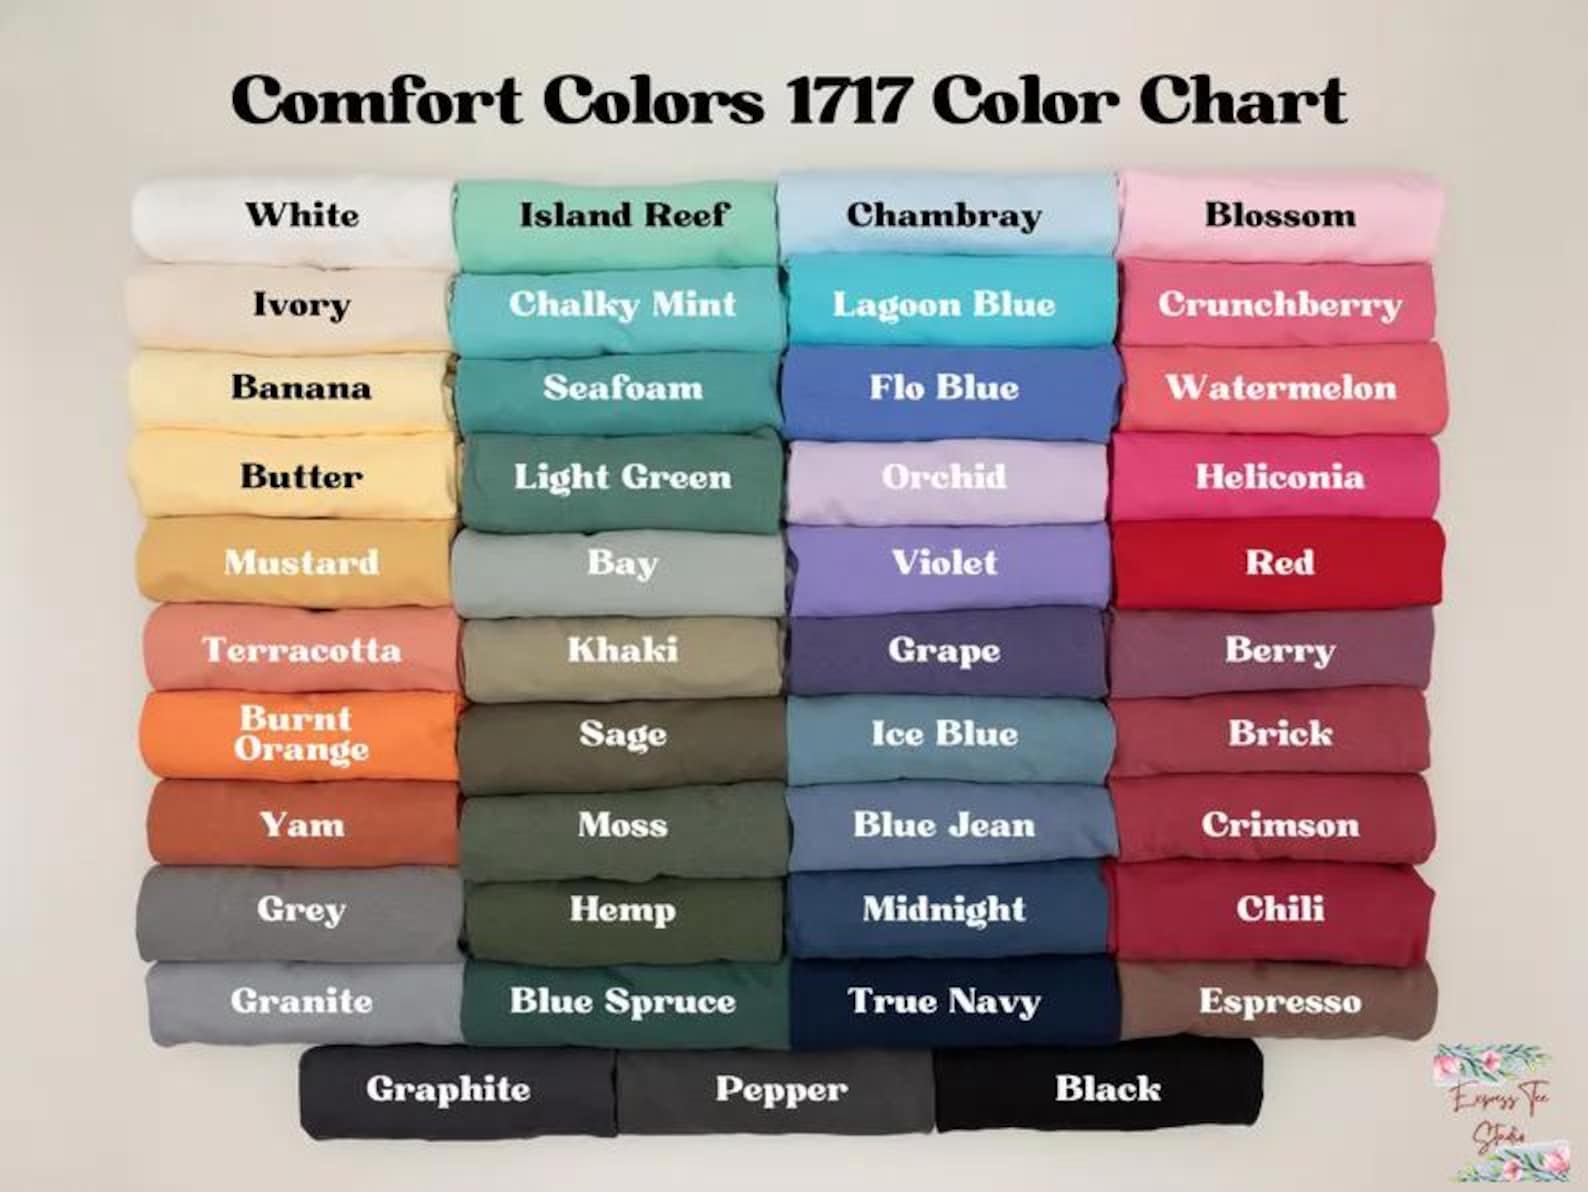 Comfort Colors 1717 Color Chart
White
Island Reef
Chambray
Blossom
Ivory
Chalky Mint
Lagoon Blue
Crunchberry
Banana
Seafoam
Flo Blue
Watermelon
Butter
Light Green
Orchid
Heliconia
Mustard
Bay
Violet
Red
Terracotta
Khaki
Grape
Berry
Burnt
Orange
Sage
Ice Blue
Brick
Yam
Moss
Blue Jean
Crimson
Grey
Hemp
Midnight
Chili
Granite
Blue Spruce
True Navy
Espresso
Graphite
Pepper
Black
Express Tee
Studio